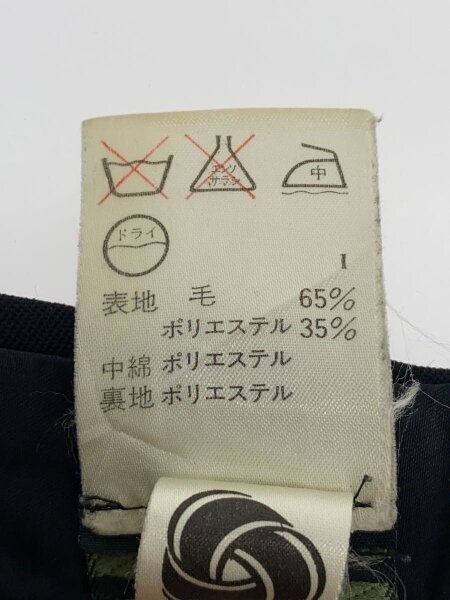 エンソ
サラシ
中
ドライ
I
表地 毛 65%
ポリエステル 35%
中綿 ポリエステル
裏地 ポリエステル